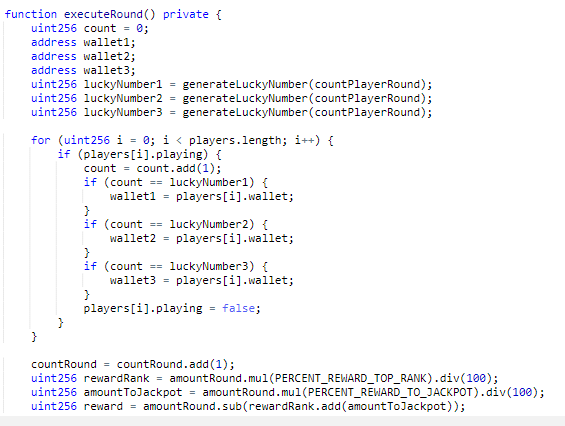 function executeRound() private {
    uint256 count = 0;
    address wallet1;
    address wallet2;
    address wallet3;
    uint256 luckyNumber1 = generateLuckyNumber(countPlayerRound);
    uint256 luckyNumber2 = generateLuckyNumber(countPlayerRound);
    uint256 luckyNumber3 = generateLuckyNumber(countPlayerRound);

    for (uint256 i = 0; i < players.length; i++) {
        if (players[i].playing) {
            count = count.add(1);
            if (count == luckyNumber1) {
                wallet1 = players[i].wallet;
            }
            if (count == luckyNumber2) {
                wallet2 = players[i].wallet;
            }
            if (count == luckyNumber3) {
                wallet3 = players[i].wallet;
            }
            players[i].playing = false;
        }
    }

    countRound = countRound.add(1);
    uint256 rewardRank = amountRound.mul(PERCENT_REWARD_TOP_RANK).div(100);
    uint256 amountToJackpot = amountRound.mul(PERCENT_REWARD_TO_JACKPOT).div(100);
    uint256 reward = amountRound.sub(rewardRank.add(amountToJackpot));